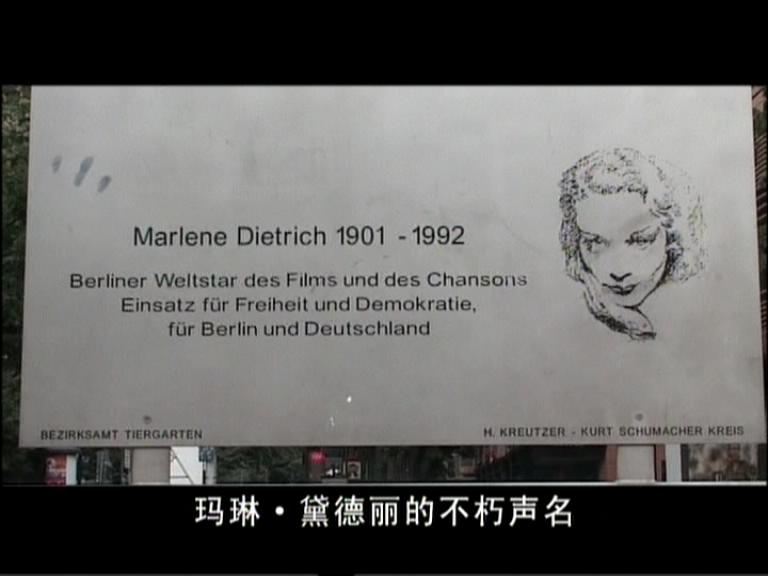 Marlene Dietrich 1901 - 1992
Berliner Weltstar des Films und des Chansons
Einsatz für Freiheit und Demokratie,
für Berlin und Deutschland
BEZIRKSAMT TIERGARTEN
H. KREUTZER - KURT SCHUMACHER KREIS
玛琳·黛德丽的不朽声名